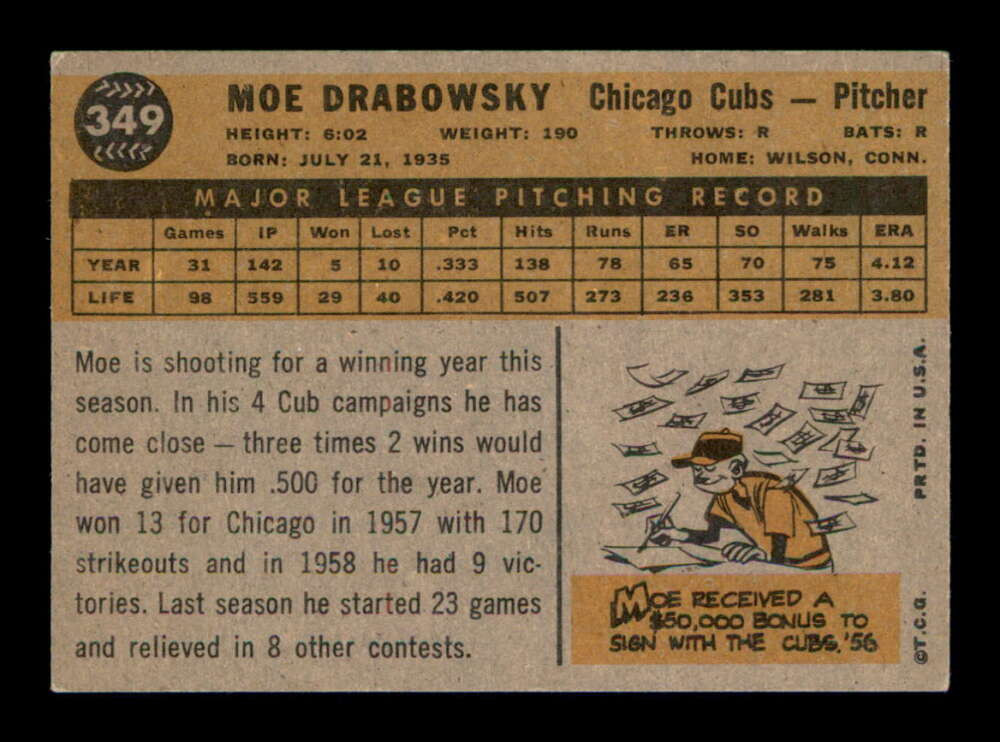 349
MOE DRABOWSKY Chicago Cubs — Pitcher
HEIGHT: 6:02 WEIGHT: 190 THROWS: R BATS: R
BORN: JULY 21, 1935 HOME: WILSON, CONN.
MAJOR LEAGUE PITCHING RECORD
Games IP Won Lost Pct Hits Runs ER SO Walks ERA
YEAR 31 142 5 10 .333 138 78 65 70 75 4.12
LIFE 98 559 29 40 .420 507 273 236 353 281 3.80
Moe is shooting for a winning year this
season. In his 4 Cub campaigns he has
come close — three times 2 wins would
have given him .500 for the year. Moe
won 13 for Chicago in 1957 with 170
strikeouts and in 1958 he had 9 vic-
tories. Last season he started 23 games
and relieved in 8 other contests.
MOE RECEIVED A
$50,000 BONUS TO
SIGN WITH THE CUBS, '56
©T.C.G. PRTD. IN U.S.A.